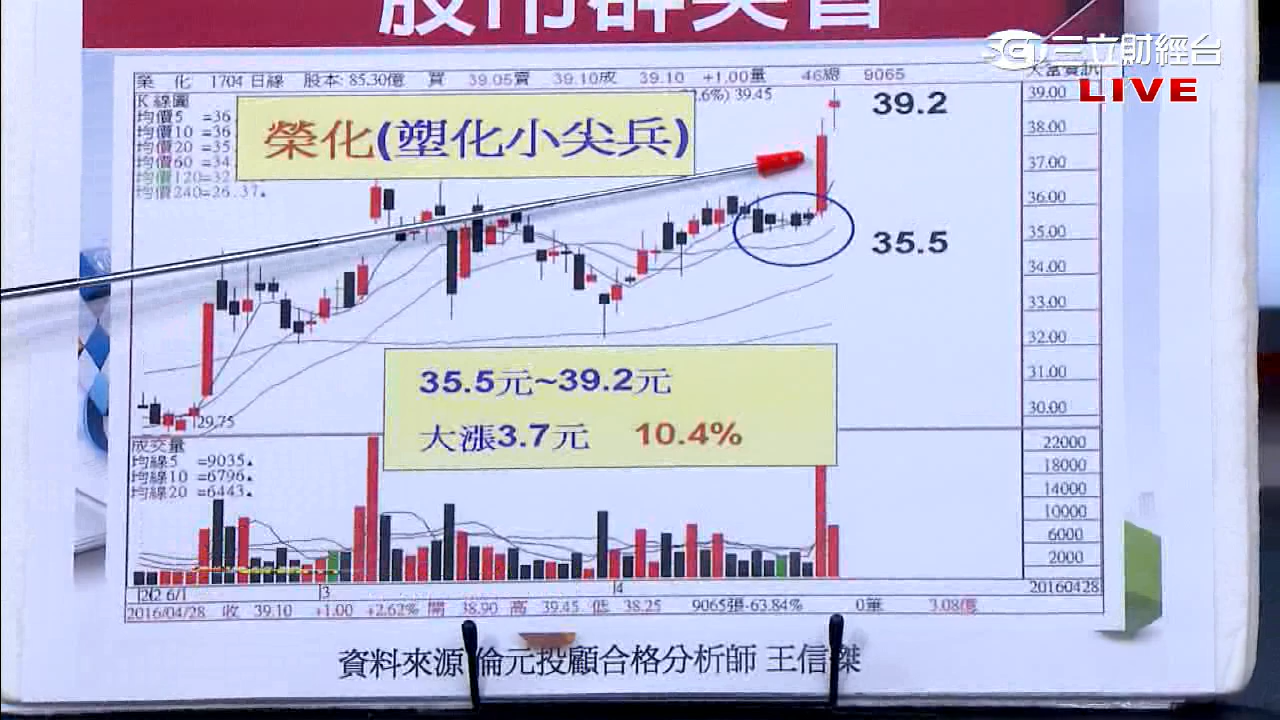 股市群英會
三立財經台
LIVE
榮 化 1704 日線 股本: 85.30億 買 39.05賣 39.10成 39.10 +1.00量 46總 9065
K 線圖
均價5 =36.
均價10 =36.
均價20 =35.
均價60 =34.
均價120=32
均價240=26.37▲
榮化(塑化小尖兵)
.6%) 39.45
39.2
35.5
39.00
38.00
37.00
36.00
35.00
34.00
33.00
32.00
31.00
30.00
29.75
35.5元~39.2元
大漲3.7元 10.4%
成交量
均線5 =9035▲
均線10 =6796▲
均線20 =6443▲
22000
18000
14000
10000
6000
2000
3
4
20160428
2016/04/28 收 39.10 +1.00 +2.62% 開 38.90 高 39.45 低 38.25 9065張-63.84% 0筆 3.08億
資料來源 倫元投顧合格分析師 王信傑